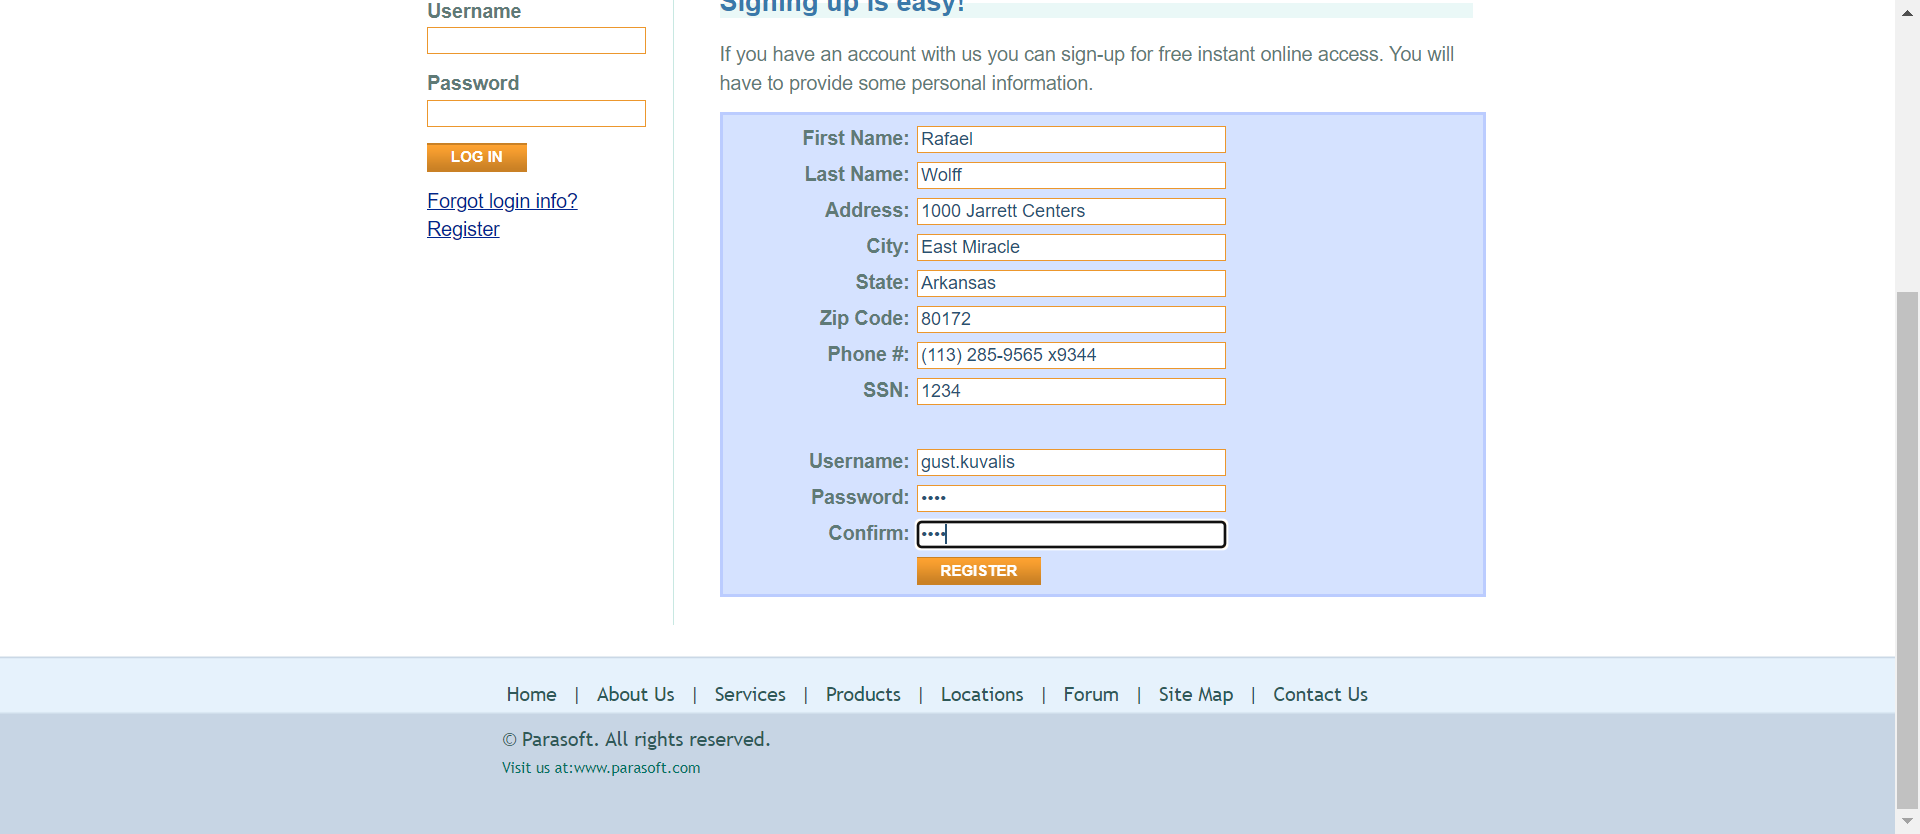 Username
Password
LOG IN
Forgot login info?
Register
Signing up is easy!
If you have an account with us you can sign-up for free instant online access. You will
have to provide some personal information.
First Name: Rafael
Last Name: Wolff
Address: 1000 Jarrett Centers
City: East Miracle
State: Arkansas
Zip Code: 80172
Phone #: (113) 285-9565 x9344
SSN: 1234
Username: gust.kuvalis
Password: ••••
Confirm: ••••
REGISTER
Home | About Us | Services | Products | Locations | Forum | Site Map | Contact Us
© Parasoft. All rights reserved.
Visit us at:www.parasoft.com